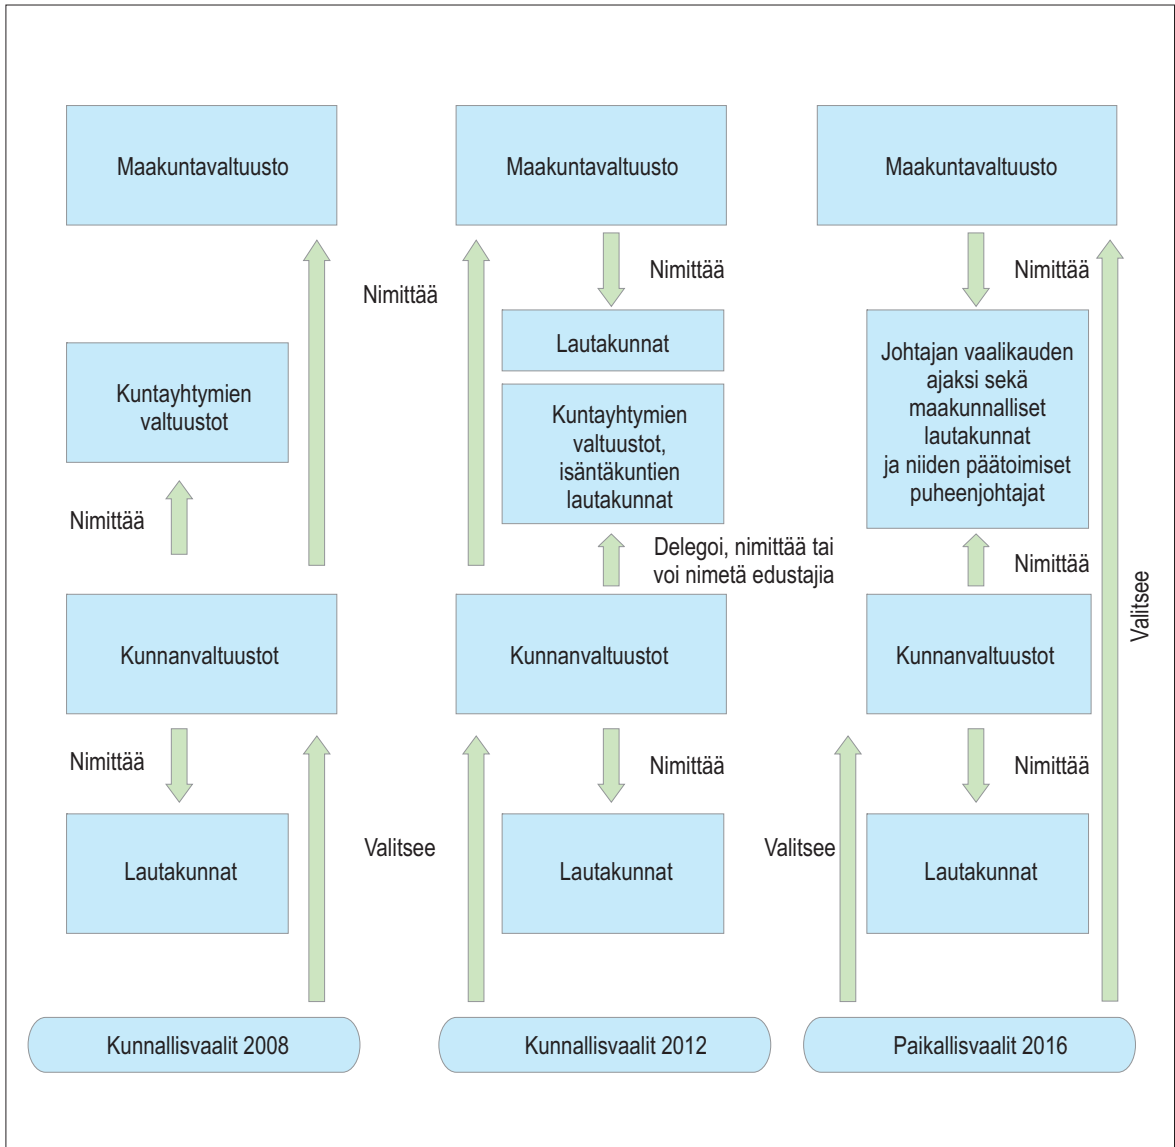 Maakuntavaltuusto
Kuntayhtymien
valtuustot
Nimittää
Kunnanvaltuustot
Nimittää
Lautakunnat
Kunnallisvaalit 2008
Nimittää
Valitsee
Maakuntavaltuusto
Nimittää
Lautakunnat
Kuntayhtymien
valtuustot,
isäntäkuntien
lautakunnat
Delegoi, nimittää tai
voi nimetä edustajia
Kunnanvaltuustot
Nimittää
Lautakunnat
Kunnallisvaalit 2012
Valitsee
Maakuntavaltuusto
Nimittää
Johtajan vaalikauden
ajaksi sekä
maakunnalliset
lautakunnat
ja niiden päätoimiset
puheenjohtajat
Nimittää
Kunnanvaltuustot
Nimittää
Lautakunnat
Paikallisvaalit 2016
Valitsee